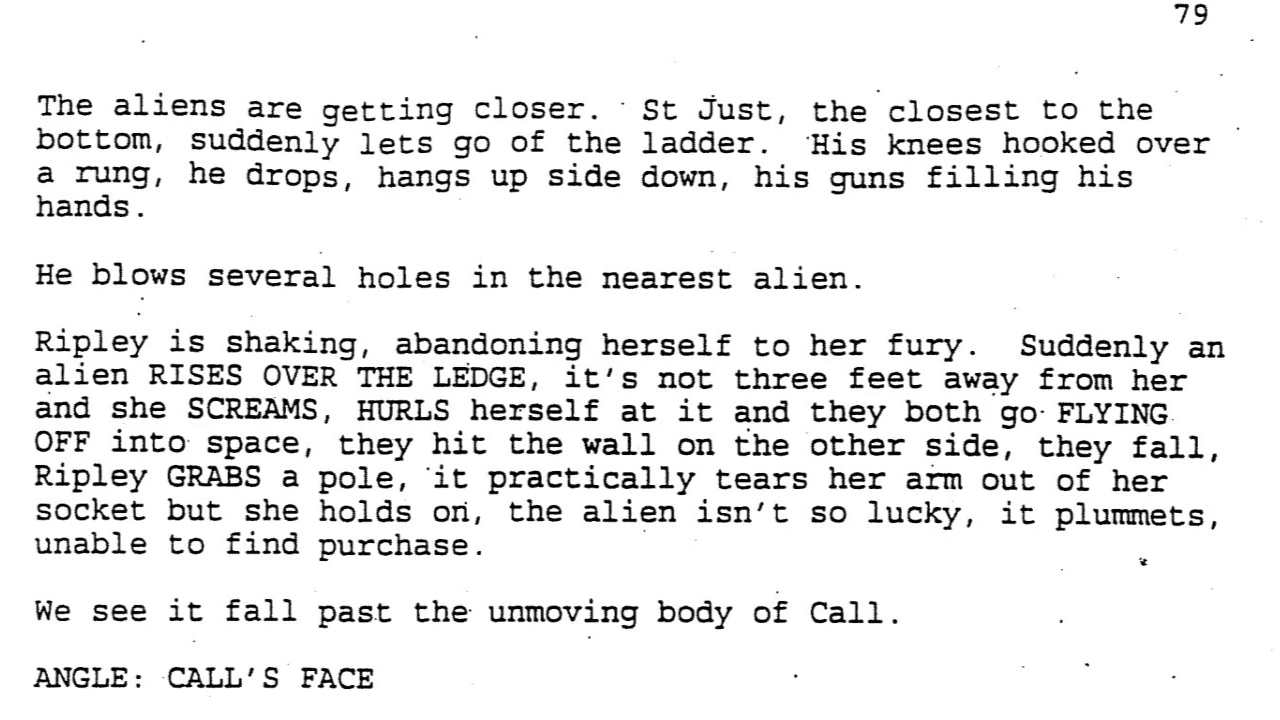 79
The aliens are getting closer. St Just, the closest to the
bottom, suddenly lets go of the ladder. His knees hooked over
a rung, he drops, hangs up side down, his guns filling his
hands.
He blows several holes in the nearest alien.
Ripley is shaking, abandoning herself to her fury. Suddenly an
alien RISES OVER THE LEDGE, it's not three feet away from her
and she SCREAMS, HURLS herself at it and they both go FLYING
OFF into space, they hit the wall on the other side, they fall,
Ripley GRABS a pole, it practically tears her arm out of her
socket but she holds on, the alien isn't so lucky, it plummets,
unable to find purchase.
We see it fall past the unmoving body of Call.
ANGLE: CALL'S FACE